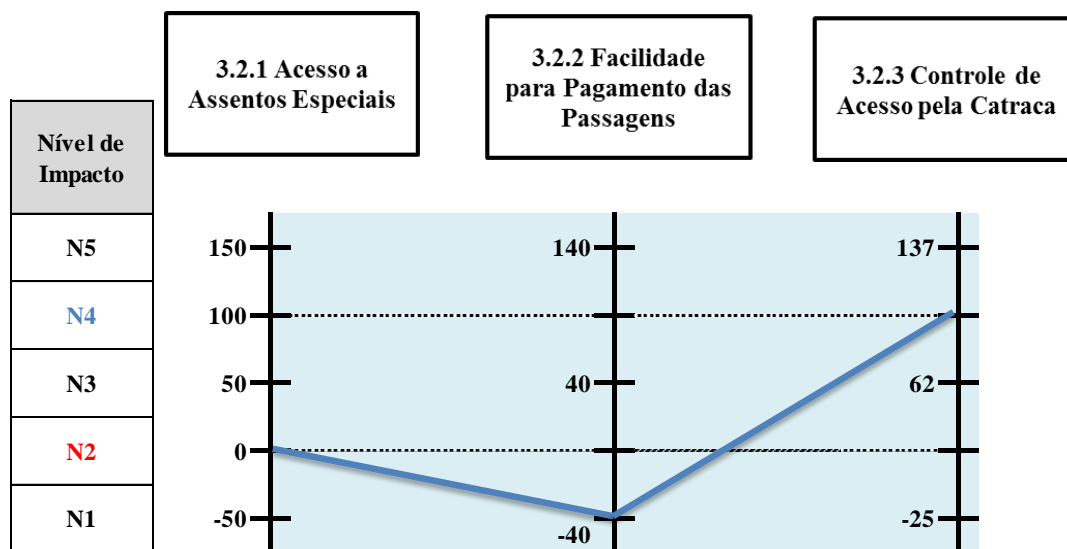 3.2.1 Acesso a
Assentos Especiais
3.2.2 Facilidade
para Pagamento das
Passagens
3.2.3 Controle de
Acesso pela Catraca
Nível de
Impacto
N5
150
140
137
N4
100
N3
50
40
62
N2
0
N1
-50
-40
-25